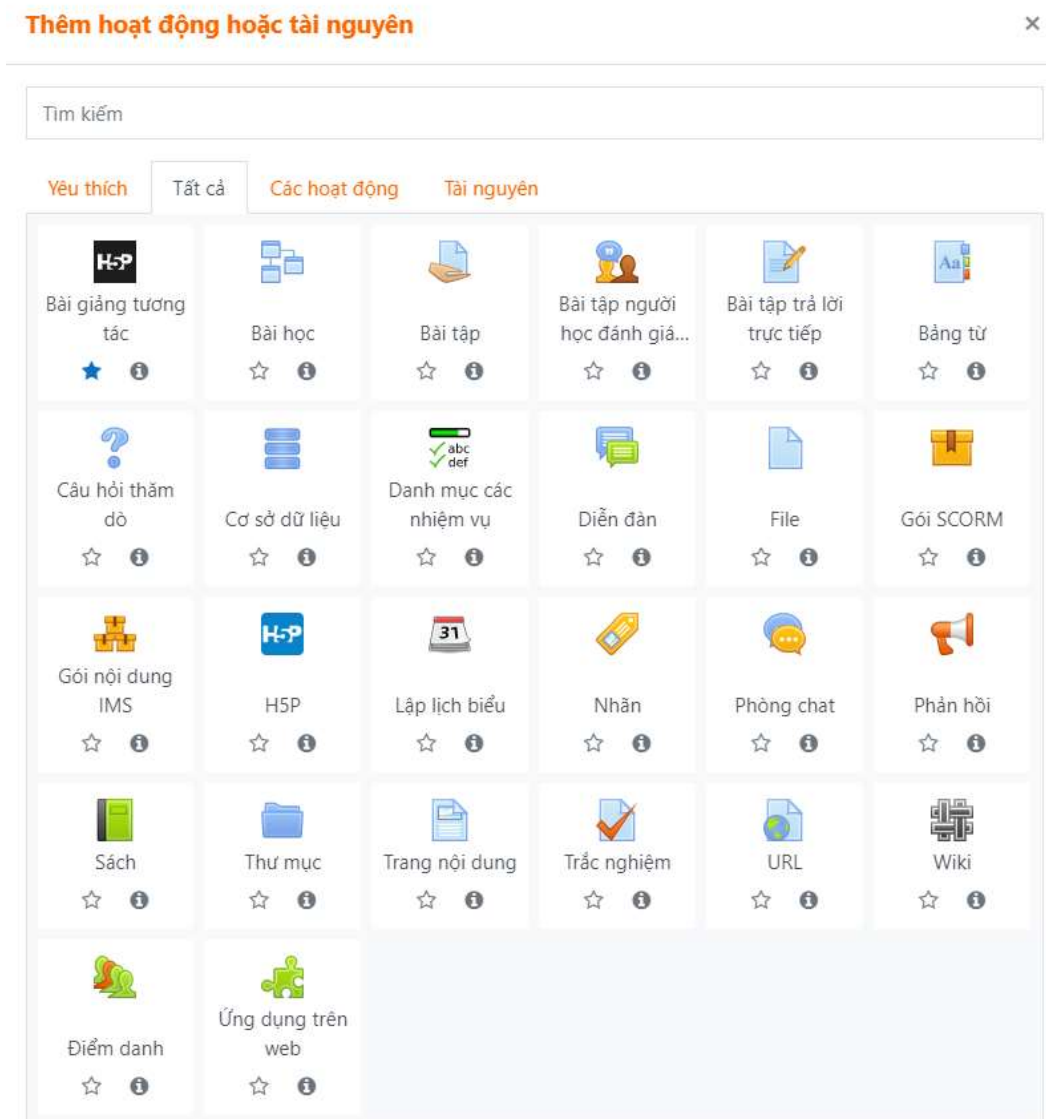 Thêm hoạt động hoặc tài nguyên
×
Tìm kiếm
Yêu thích Tất cả Các hoạt động Tài nguyên
H5P
Bài giảng tương
tác
Bài học
Bài tập
Bài tập người
học đánh giá...
Bài tập trả lời
trực tiếp
Aa
Bảng từ
Câu hỏi thăm
dò
Cơ sở dữ liệu
abc
def
Danh mục các
nhiệm vụ
Diễn đàn
File
Gói SCORM
Gói nội dung
IMS
H5P
H5P
31
Lập lịch biểu
Nhãn
Phòng chat
Phản hồi
Sách
Thư mục
Trang nội dung
Trắc nghiệm
URL
Wiki
Điểm danh
Ứng dụng trên
web